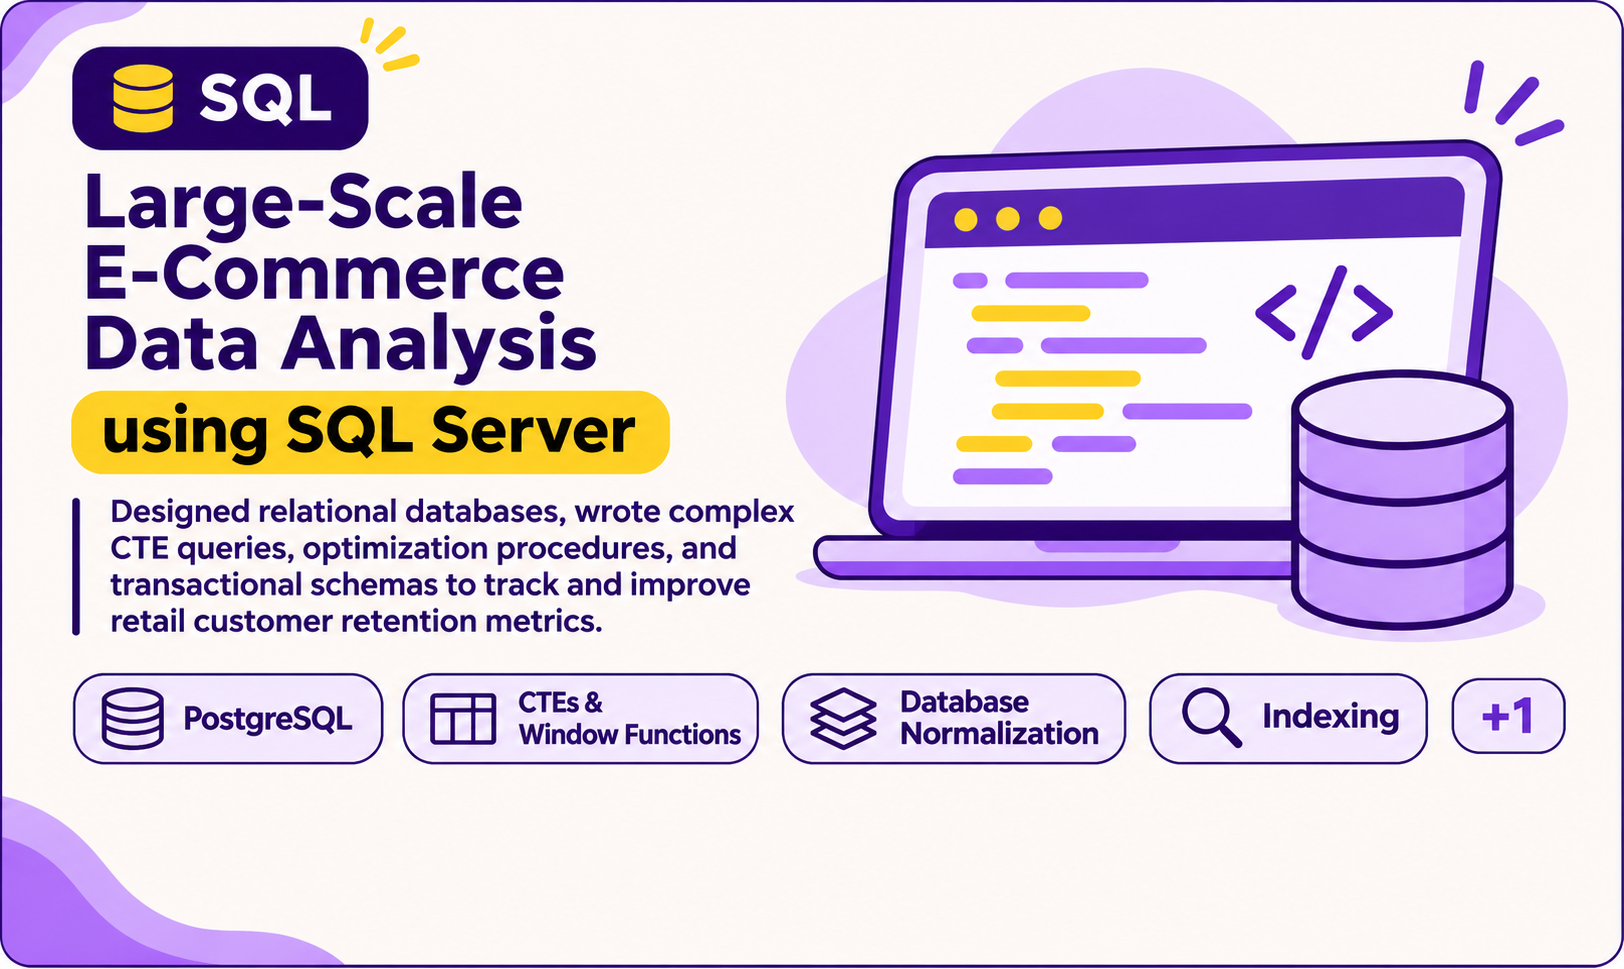 SQL
Large-Scale
E-Commerce
Data Analysis
using SQL Server
Designed relational databases, wrote complex
CTE queries, optimization procedures, and
transactional schemas to track and improve
retail customer retention metrics.
PostgreSQL
CTEs &
Window Functions
Database
Normalization
Indexing
+1